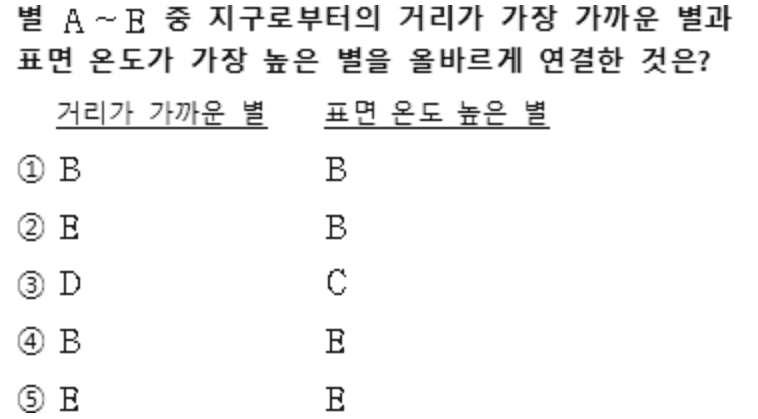 별 A ~ E 중 지구로부터의 거리가 가장 가까운 별과
표면 온도가 가장 높은 별을 올바르게 연결한 것은?
거리가 가까운 별 표면 온도 높은 별
① B B
② E B
③ D C
④ B E
⑤ E E